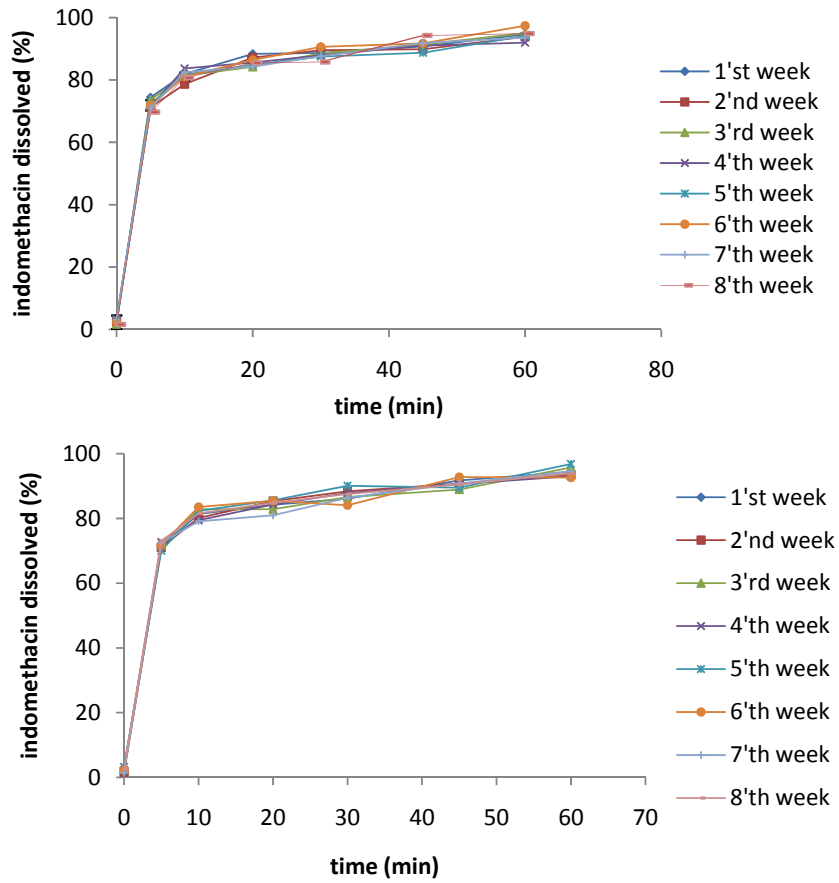 100
80
60
40
20
0
indomethacin dissolved (%)
0 20 40 60 80
time (min)
1'st week
2'nd week
3'rd week
4'th week
5'th week
6'th week
7'th week
8'th week
100
80
60
40
20
0
indomethacin dissolved (%)
0 10 20 30 40 50 60 70
time (min)
1'st week
2'nd week
3'rd week
4'th week
5'th week
6'th week
7'th week
8'th week